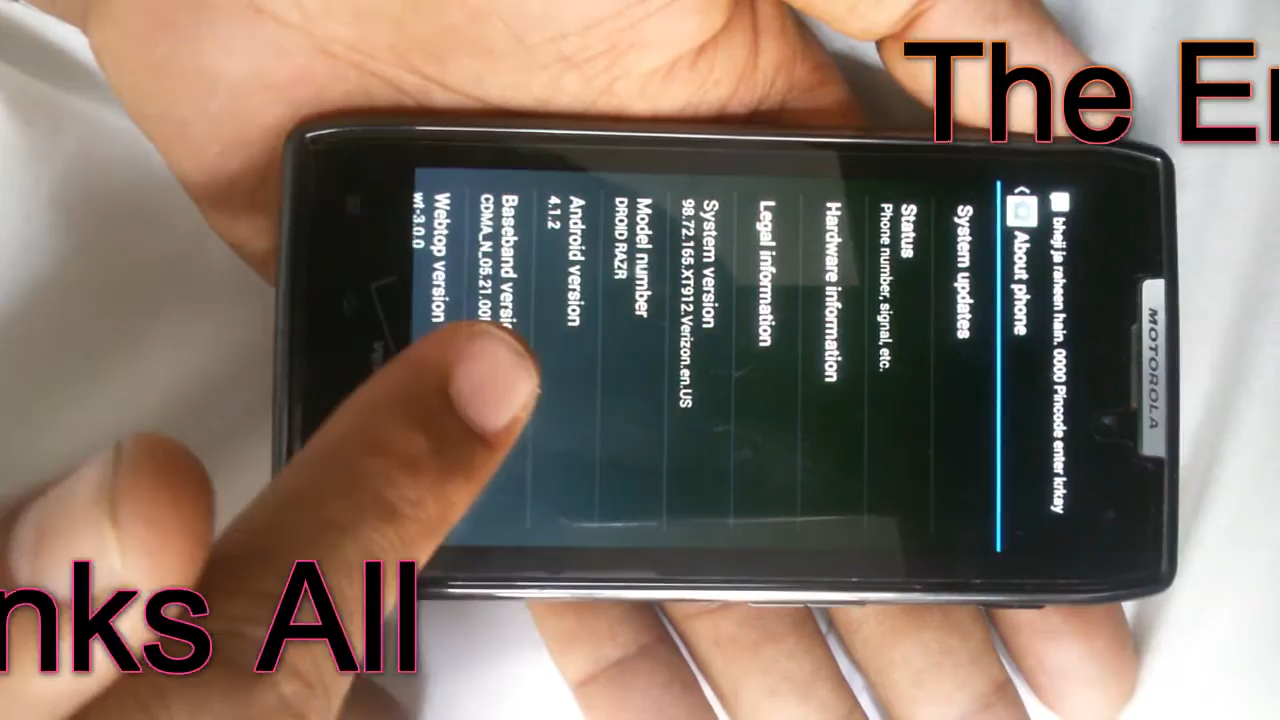 The E
nks All
MOTOROLA
bheji ja raheen hain. 0000 Pincode enter krkay
About phone
System updates
Status
Phone number, signal, etc.
Hardware information
Legal information
System version
98.72.165.XT912.Verizon.en.US
Model number
DROID RAZR
Android version
4.1.2
Baseband versi
CDMA_N_05.21.00
Webtop version
wt-3.0.0